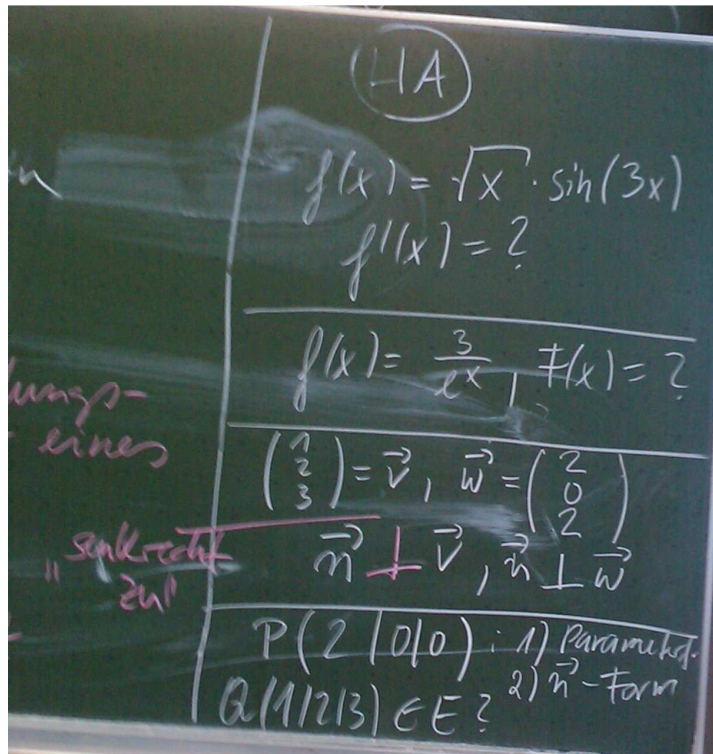 HA
f(x) = √x · sin(3x)
f'(x) = ?
f(x) = 3/e^x , F(x) = ?
(1 2 3) = v⃗ , w⃗ = (2 0 2)
n⃗ ⊥ v⃗ , n⃗ ⊥ w⃗
P(2|0|0) : 1) Parameterf.
2) n⃗-Form
Q(1|2|3) ∈ E ?
lungs-
eines
"senkrecht
zu"